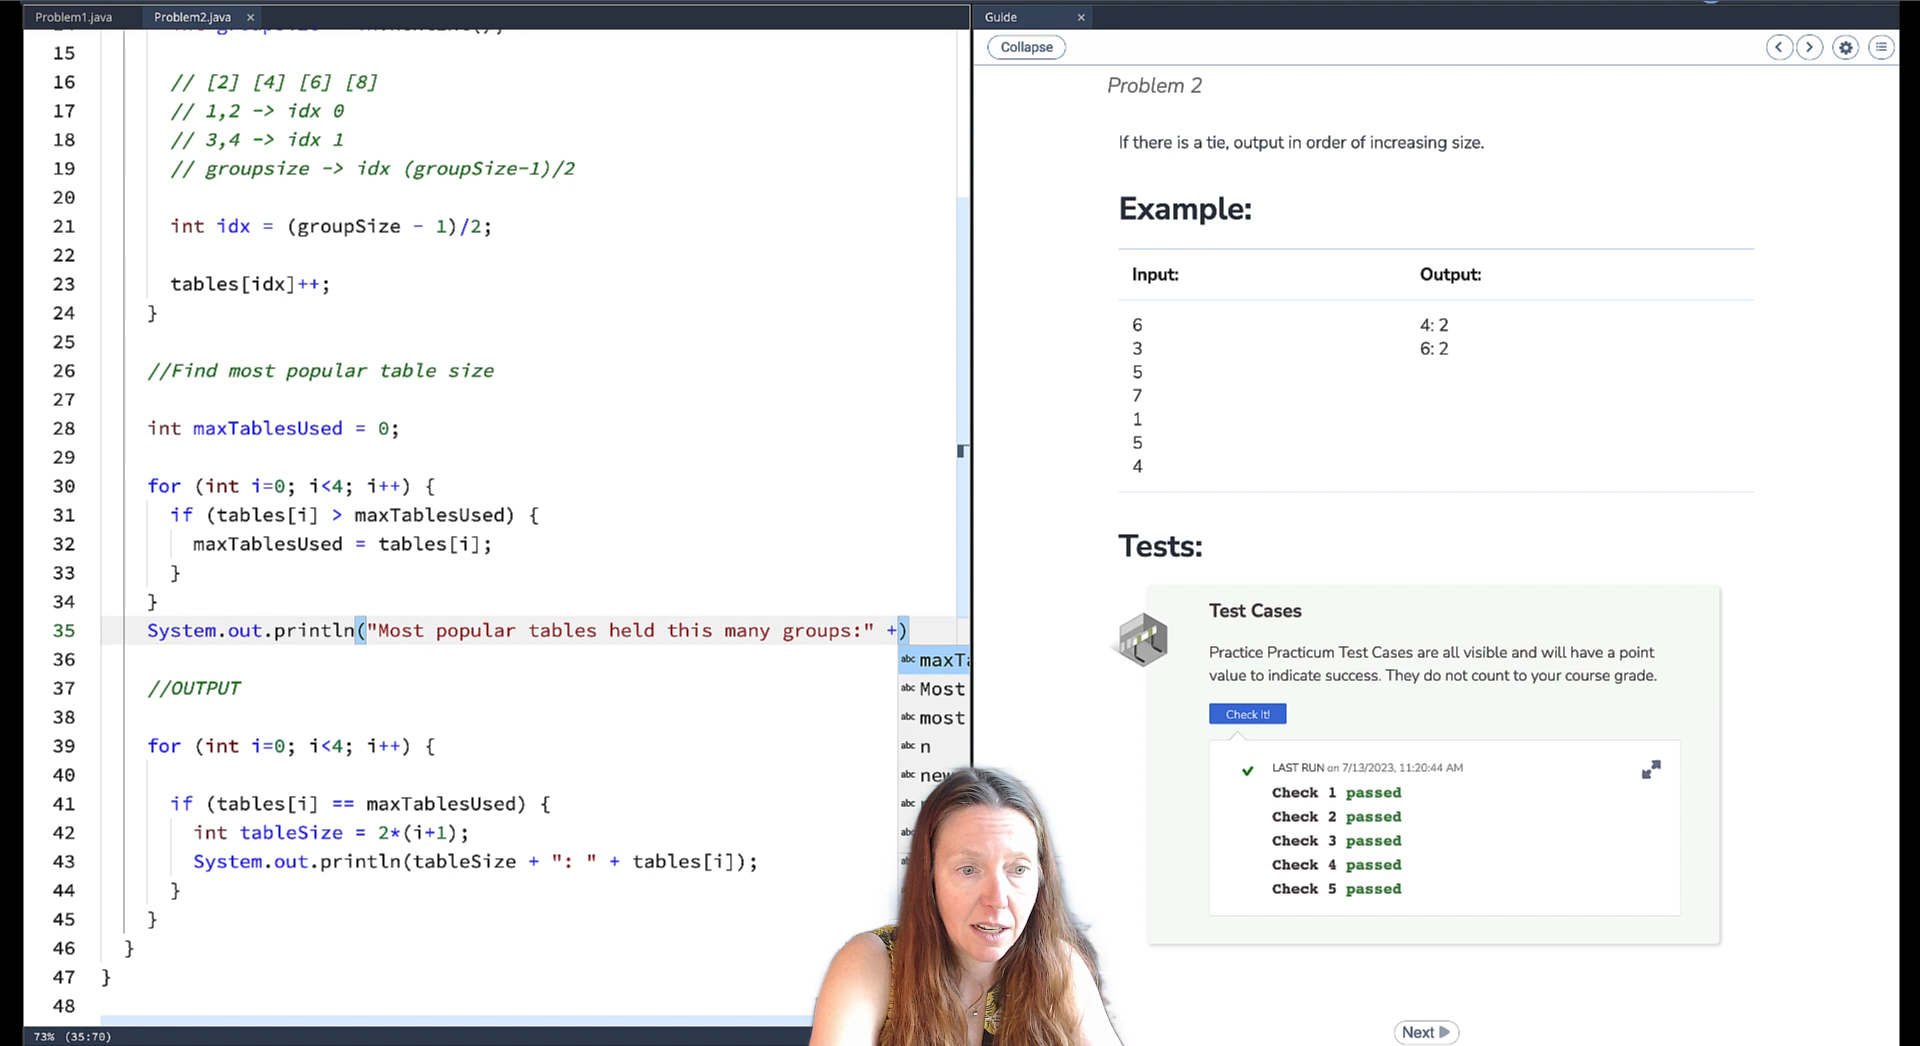 Problem1.java
Problem2.java ×
15
16 // [2] [4] [6] [8]
17 // 1,2 -> idx 0
18 // 3,4 -> idx 1
19 // groupsize -> idx (groupSize-1)/2
20
21 int idx = (groupSize - 1)/2;
22
23 tables[idx]++;
24 }
25
26 //Find most popular table size
27
28 int maxTablesUsed = 0;
29
30 for (int i=0; i<4; i++) {
31 if (tables[i] > maxTablesUsed) {
32 maxTablesUsed = tables[i];
33 }
34 }
35 System.out.println("Most popular tables held this many groups:" +)
36
37 //OUTPUT
38
39 for (int i=0; i<4; i++) {
40
41 if (tables[i] == maxTablesUsed) {
42 int tableSize = 2*(i+1);
43 System.out.println(tableSize + ": " + tables[i]);
44 }
45 }
46 }
47 }
48
abc maxTa
abc Most
abc most
abc n
abc new
abc
abc
73% (35:70)
Guide ×
Collapse
Problem 2
If there is a tie, output in order of increasing size.
Example:
Input: Output:
6 4: 2
3 6: 2
5
7
1
5
4
Tests:
Test Cases
Practice Practicum Test Cases are all visible and will have a point
value to indicate success. They do not count to your course grade.
Check It!
LAST RUN on 7/13/2023, 11:20:44 AM
Check 1 passed
Check 2 passed
Check 3 passed
Check 4 passed
Check 5 passed
Next